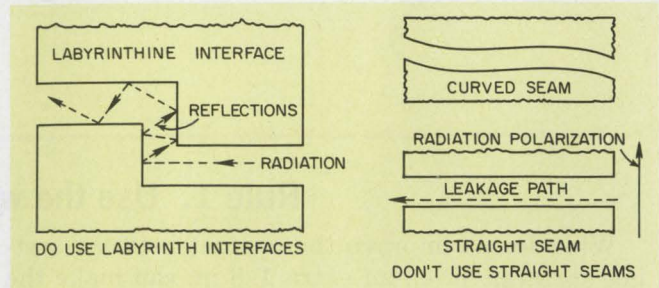 LABYRINTHINE INTERFACE
REFLECTIONS
RADIATION
DO USE LABYRINTH INTERFACES
CURVED SEAM
RADIATION POLARIZATION
LEAKAGE PATH
STRAIGHT SEAM
DON'T USE STRAIGHT SEAMS